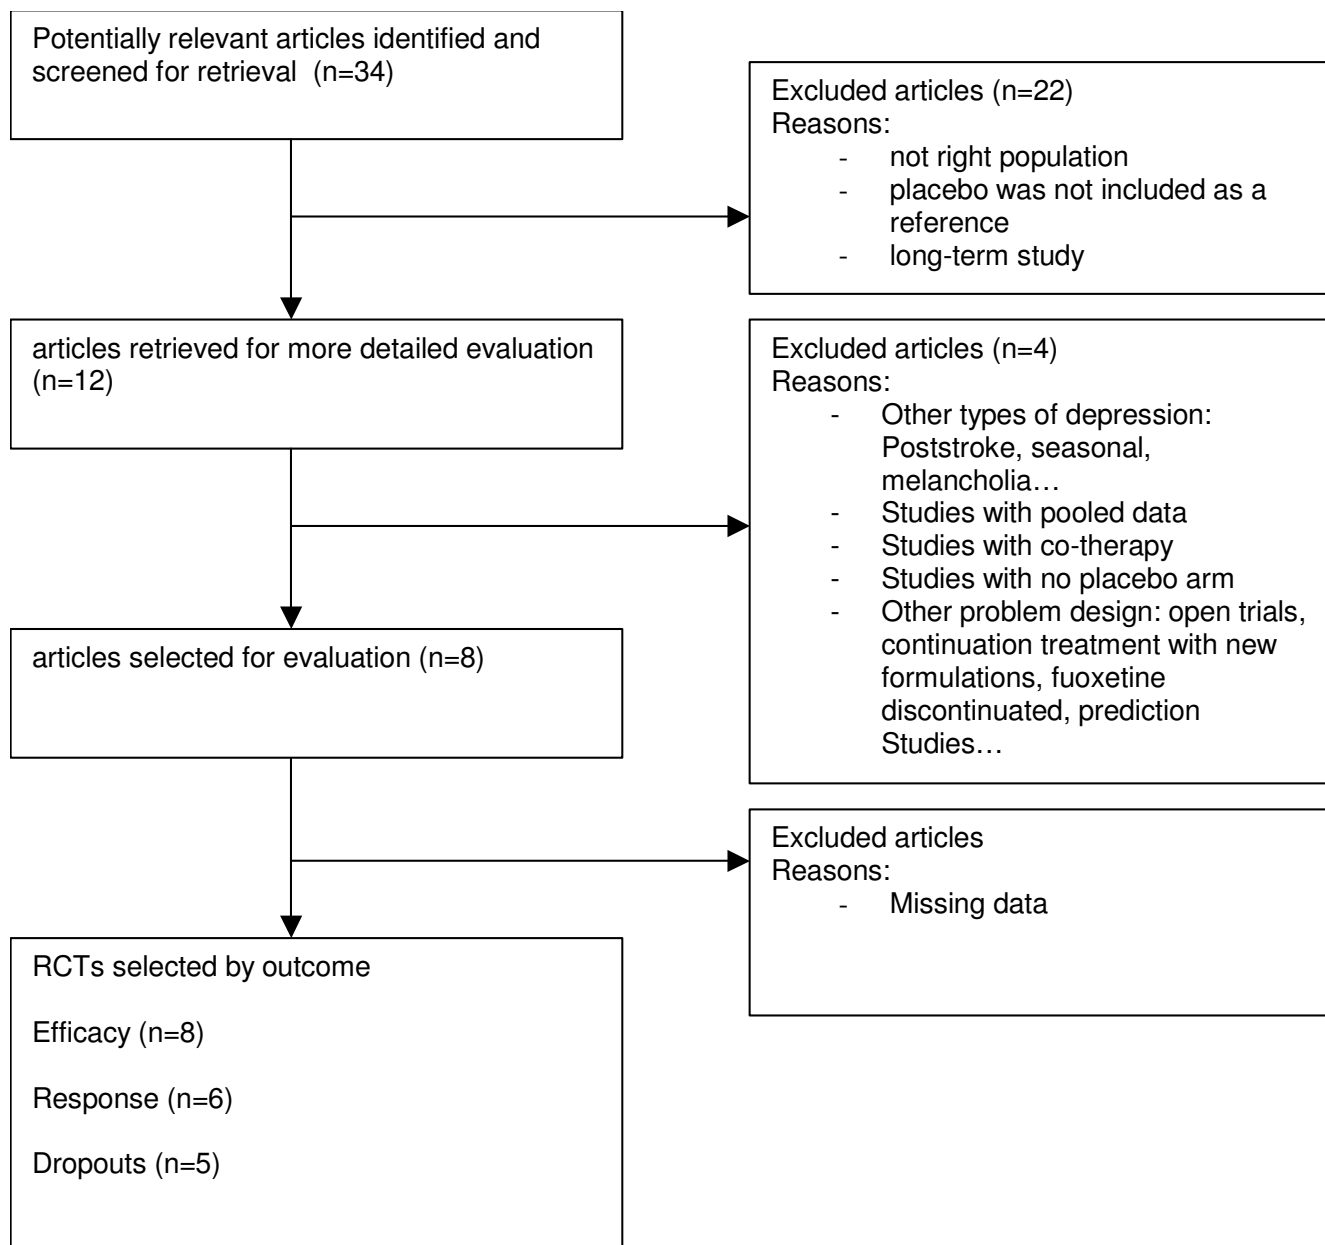 Potentially relevant articles identified and
screened for retrieval  (n=34)
Excluded articles (n=22)
Reasons:
- not right population
- placebo was not included as a
reference
- long-term study
articles retrieved for more detailed evaluation
(n=12)
Excluded articles (n=4)
Reasons:
- Other types of depression:
Poststroke, seasonal,
melancholia…
- Studies with pooled data
- Studies with co-therapy
- Studies with no placebo arm
- Other problem design: open trials,
continuation treatment with new
formulations, fuoxetine
discontinuated, prediction
Studies…
articles selected for evaluation (n=8)
Excluded articles
Reasons:
- Missing data
RCTs selected by outcome
Efficacy (n=8)
Response (n=6)
Dropouts (n=5)